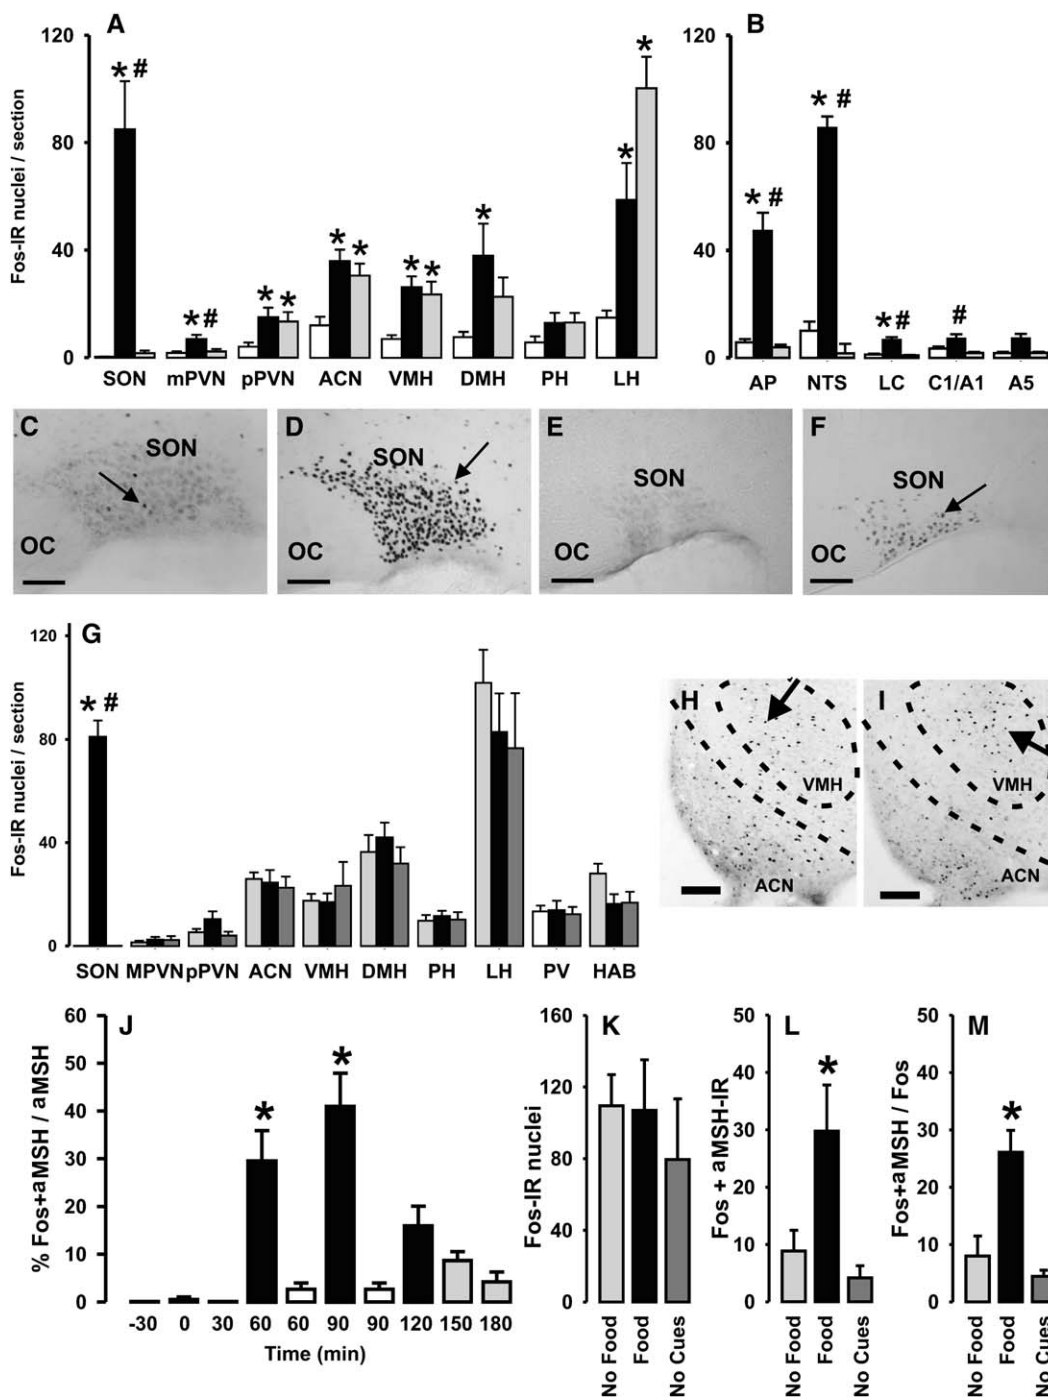 A
B
Fos-IR nuclei / section
120
80
40
0
* #
* #
* *
* *
* *
*
* *
SON mPVN pPVN ACN VMH DMH PH LH
120
80
40
0
* #
* #
* #
#
AP NTS LC C1/A1 A5
C SON OC
D SON OC
E SON OC
F SON OC
G
Fos-IR nuclei / section
120
80
40
0
* #
SON MPVN pPVN ACN VMH DMH PH LH PV HAB
H VMH ACN
I VMH ACN
J
% Fos+aMSH / aMSH
60
50
40
30
20
10
0
*
*
-30 0 30 60 60 90 90 120 150 180
Time (min)
K
Fos-IR nuclei
160
120
80
40
0
No Food Food No Cues
L
Fos + aMSH-IR
50
40
30
20
10
0
*
No Food Food No Cues
M
Fos+aMSH / Fos
50
40
30
20
10
0
*
No Food Food No Cues